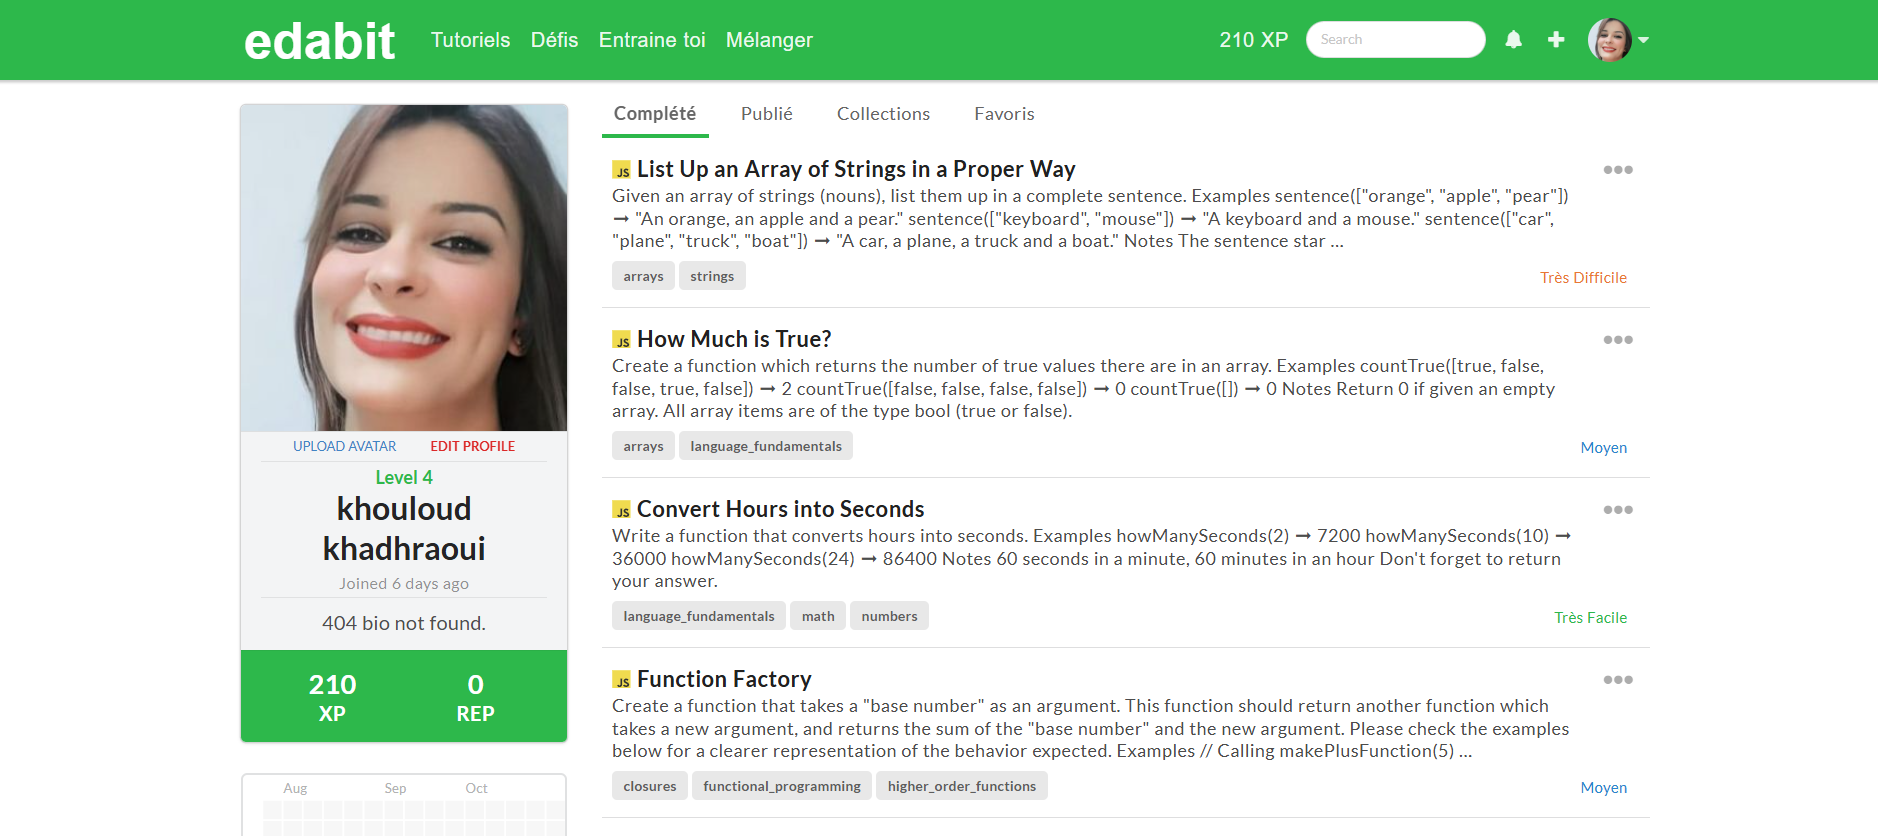 edabit
Tutoriels Défis Entraine toi Mélanger
210 XP
Search
Complété Publié Collections Favoris
JS List Up an Array of Strings in a Proper Way
Given an array of strings (nouns), list them up in a complete sentence. Examples sentence(["orange", "apple", "pear"])
➞ "An orange, an apple and a pear." sentence(["keyboard", "mouse"]) ➞ "A keyboard and a mouse." sentence(["car",
"plane", "truck", "boat"]) ➞ "A car, a plane, a truck and a boat." Notes The sentence star ...
arrays strings
Très Difficile
JS How Much is True?
Create a function which returns the number of true values there are in an array. Examples countTrue([true, false,
false, true, false]) ➞ 2 countTrue([false, false, false, false]) ➞ 0 countTrue([]) ➞ 0 Notes Return 0 if given an empty
array. All array items are of the type bool (true or false).
arrays language_fundamentals
Moyen
JS Convert Hours into Seconds
Write a function that converts hours into seconds. Examples howManySeconds(2) ➞ 7200 howManySeconds(10) ➞
36000 howManySeconds(24) ➞ 86400 Notes 60 seconds in a minute, 60 minutes in an hour Don't forget to return
your answer.
language_fundamentals math numbers
Très Facile
JS Function Factory
Create a function that takes a "base number" as an argument. This function should return another function which
takes a new argument, and returns the sum of the "base number" and the new argument. Please check the examples
below for a clearer representation of the behavior expected. Examples // Calling makePlusFunction(5) ...
closures functional_programming higher_order_functions
Moyen
UPLOAD AVATAR EDIT PROFILE
Level 4
khouloud
khadhraoui
Joined 6 days ago
404 bio not found.
210 0
XP REP
Aug Sep Oct